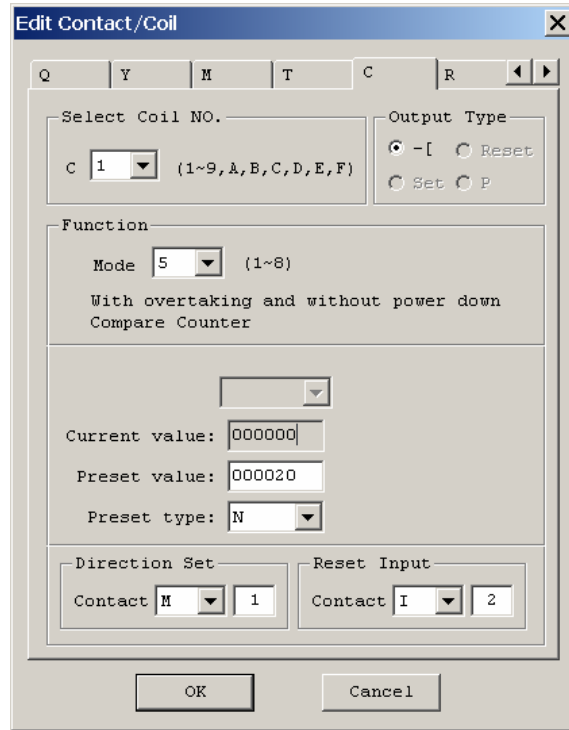 Edit Contact/Coil
Q Y M T C R
Select Coil NO.
C 1 (1~9,A,B,C,D,E,F)
Output Type
-[ Reset
Set P
Function
Mode 5 (1~8)
With overtaking and without power down
Compare Counter
Current value: 000000
Preset value: 000020
Preset type: N
Direction Set
Contact M 1
Reset Input
Contact I 2
OK Cancel